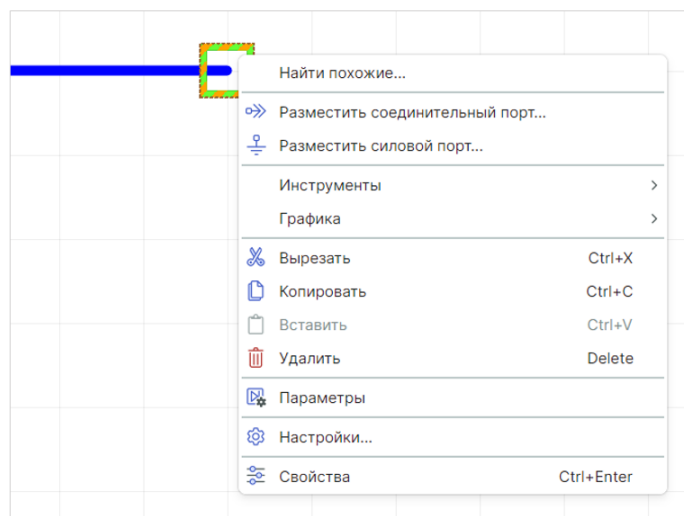 Найти похожие...
Разместить соединительный порт...
Разместить силовой порт...
Инструменты
Графика
Вырезать Ctrl+X
Копировать Ctrl+C
Вставить Ctrl+V
Удалить Delete
Параметры
Настройки...
Свойства Ctrl+Enter